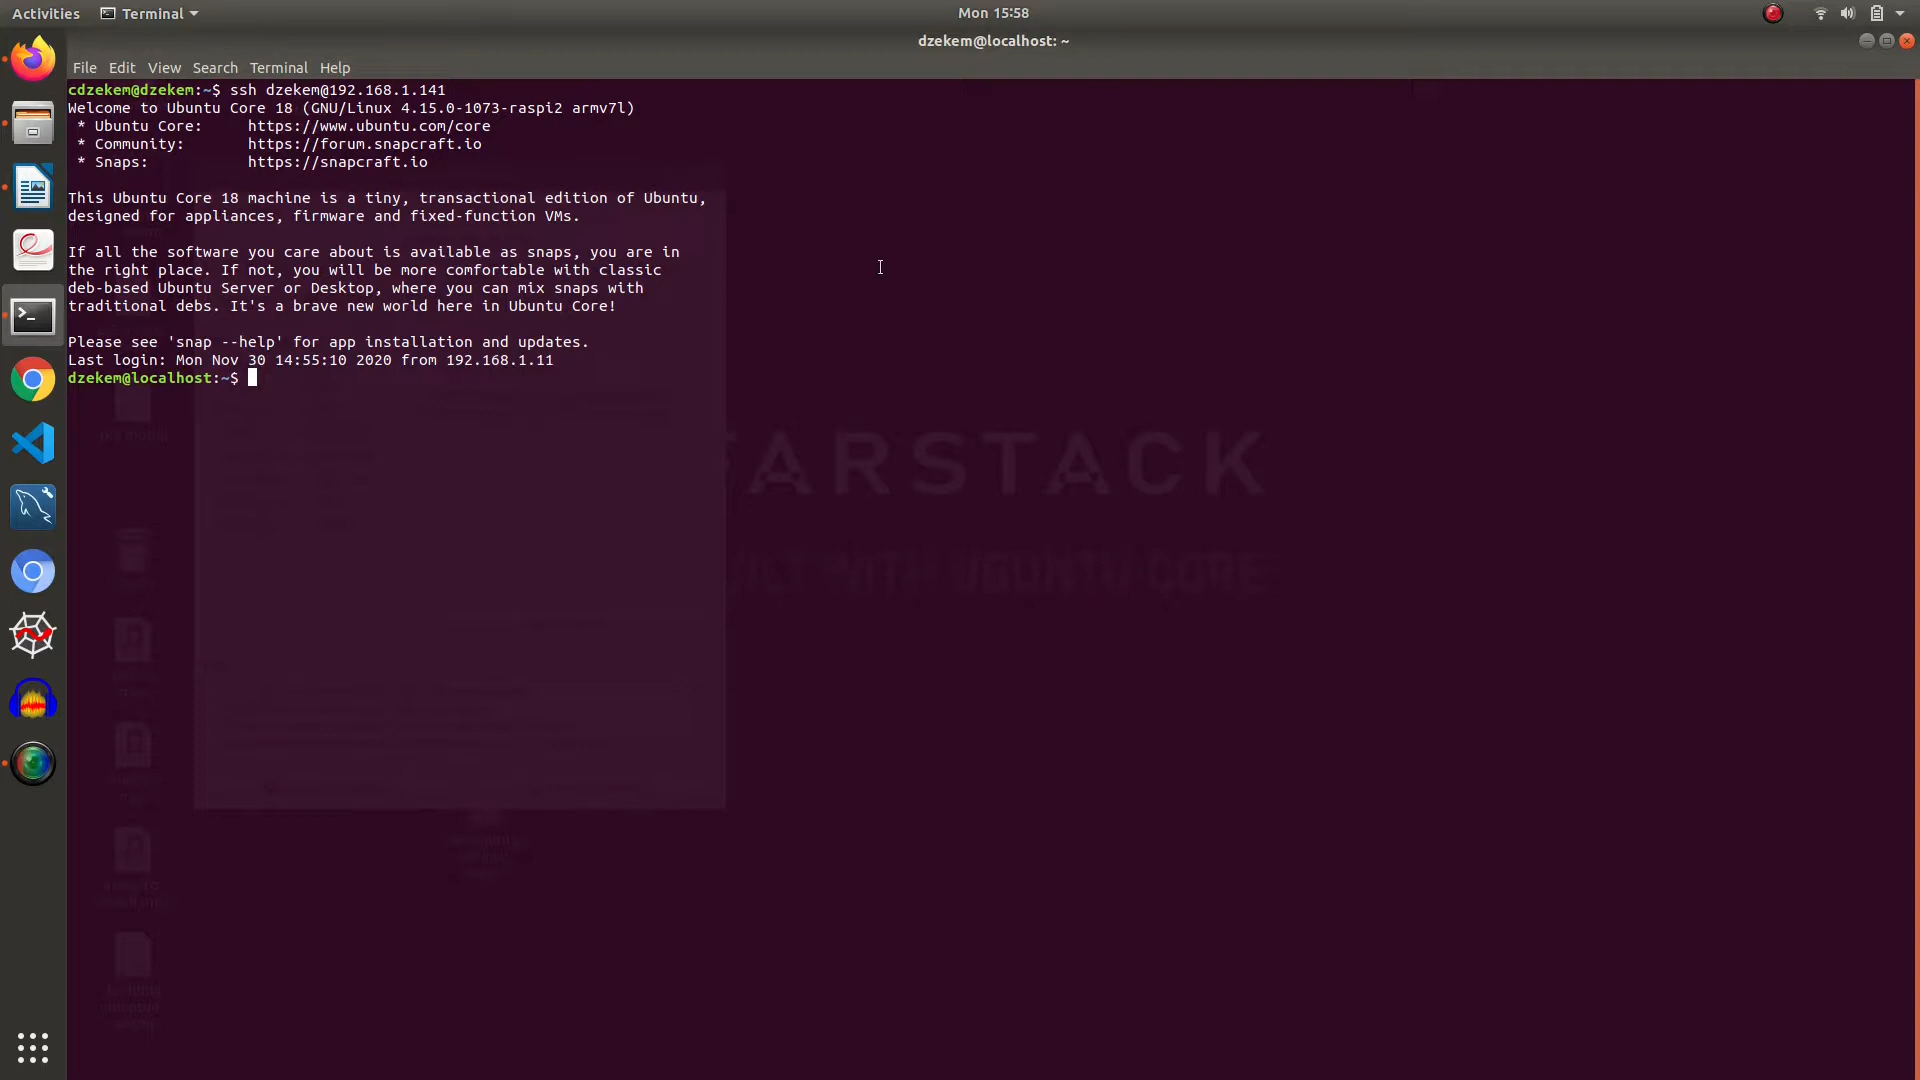 Activities Terminal Mon 15:58
dzekem@localhost: ~
File Edit View Search Terminal Help
cdzekem@dzekem:~$ ssh dzekem@192.168.1.141
Welcome to Ubuntu Core 18 (GNU/Linux 4.15.0-1073-raspi2 armv7l)
* Ubuntu Core: https://www.ubuntu.com/core
* Community: https://forum.snapcraft.io
* Snaps: https://snapcraft.io
This Ubuntu Core 18 machine is a tiny, transactional edition of Ubuntu,
designed for appliances, firmware and fixed-function VMs.
If all the software you care about is available as snaps, you are in
the right place. If not, you will be more comfortable with classic
deb-based Ubuntu Server or Desktop, where you can mix snaps with
traditional debs. It's a brave new world here in Ubuntu Core!
Please see 'snap --help' for app installation and updates.
Last login: Mon Nov 30 14:55:10 2020 from 192.168.1.11
dzekem@localhost:~$
ARSTACK
WITH UBUNTU CORE